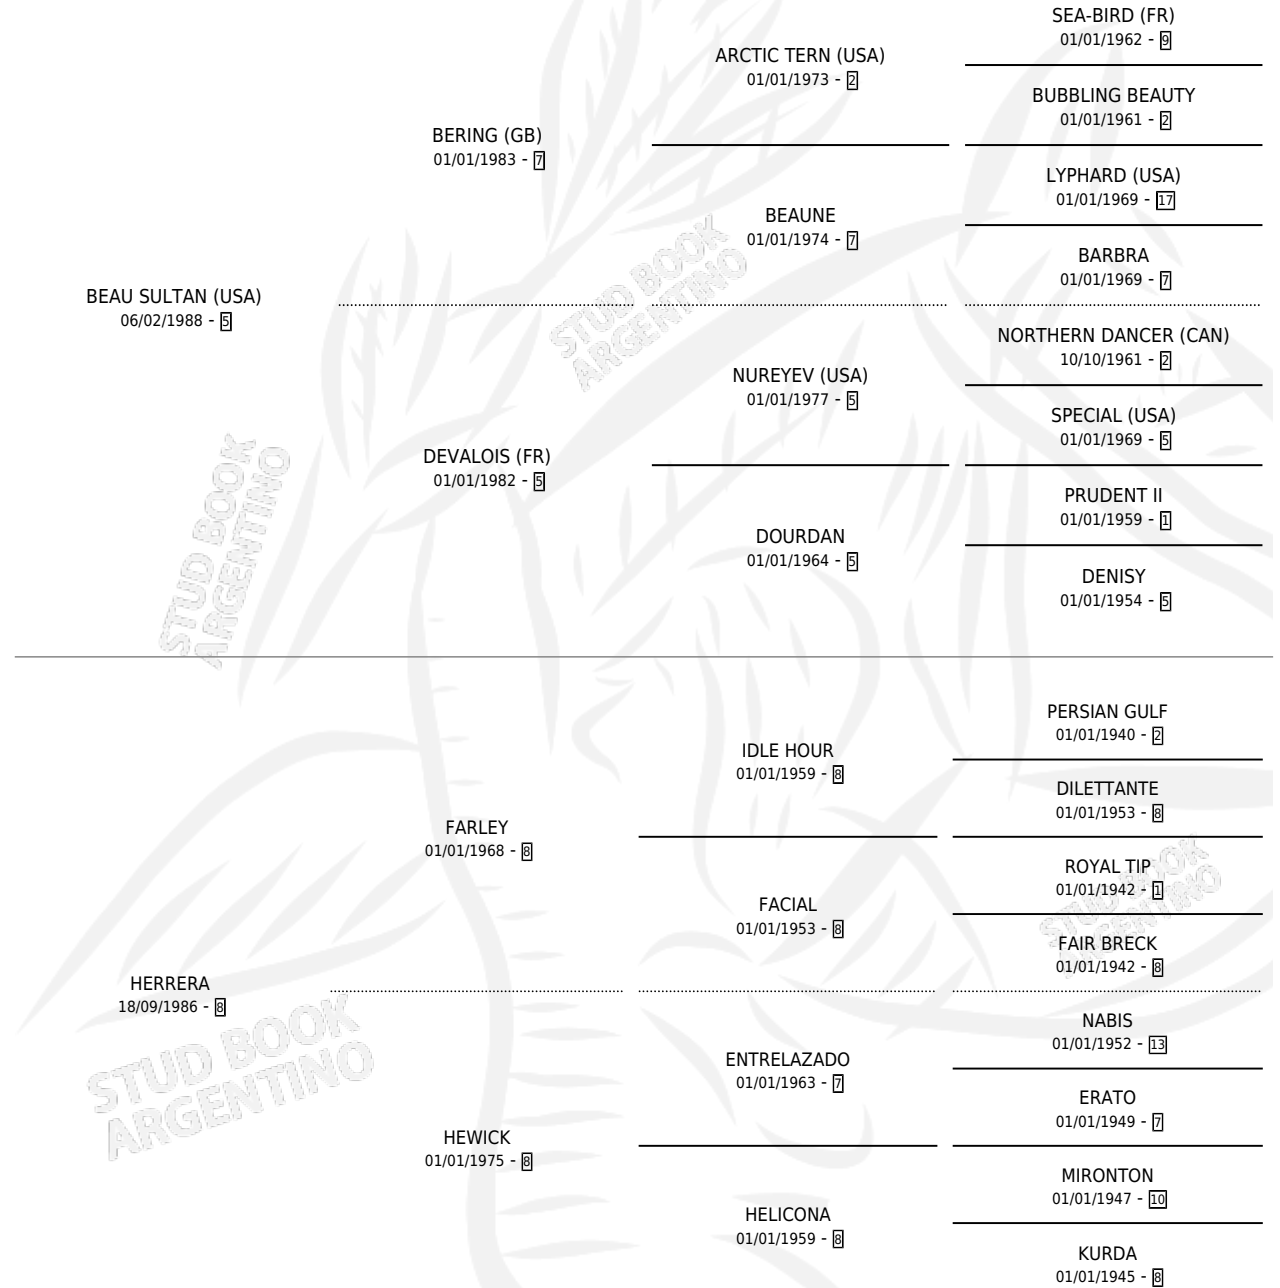 SEA-BIRD (FR)
01/01/1962 - 9
ARCTIC TERN (USA)
01/01/1973 - 2
BUBBLING BEAUTY
01/01/1961 - 2
BERING (GB)
01/01/1983 - 7
LYPHARD (USA)
01/01/1969 - 17
BEAUNE
01/01/1974 - 7
BARBRA
01/01/1969 - 7
BEAU SULTAN (USA)
06/02/1988 - 5
NORTHERN DANCER (CAN)
10/10/1961 - 2
NUREYEV (USA)
01/01/1977 - 5
SPECIAL (USA)
01/01/1969 - 5
DEVALOIS (FR)
01/01/1982 - 5
PRUDENT II
01/01/1959 - 1
DOURDAN
01/01/1964 - 5
DENISY
01/01/1954 - 5
STUD BOOK
ARGENTINO
STUD BOOK
ARGENTINO
PERSIAN GULF
01/01/1940 - 2
IDLE HOUR
01/01/1959 - 8
DILETTANTE
01/01/1953 - 8
FARLEY
01/01/1968 - 8
ROYAL TIP
01/01/1942 - 1
FACIAL
01/01/1953 - 8
FAIR BRECK
01/01/1942 - 8
STUD BOOK
ARGENTINO
HERRERA
18/09/1986 - 8
NABIS
01/01/1952 - 13
ENTRELAZADO
01/01/1963 - 7
ERATO
01/01/1949 - 7
HEWICK
01/01/1975 - 8
MIRONTON
01/01/1947 - 10
HELICONA
01/01/1959 - 8
KURDA
01/01/1945 - 8
STUD BOOK
ARGENTINO